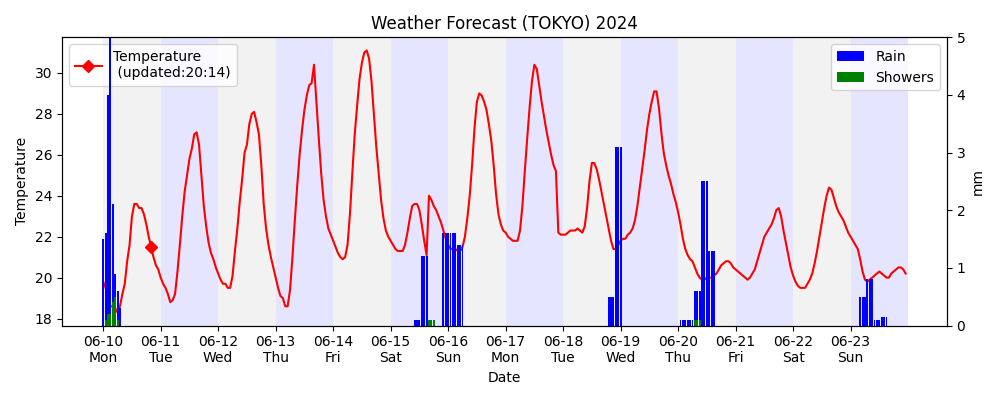 Weather Forecast (TOKYO) 2024
Temperature
(updated:20:14)
Rain
Showers
Temperature
30
28
26
24
22
20
18
5
4
3
2
1
0
mm
06-10 06-11 06-12 06-13 06-14 06-15 06-16 06-17 06-18 06-19 06-20 06-21 06-22 06-23
Mon Tue Wed Thu Fri Sat Sun Mon Tue Wed Thu Fri Sat Sun
Date